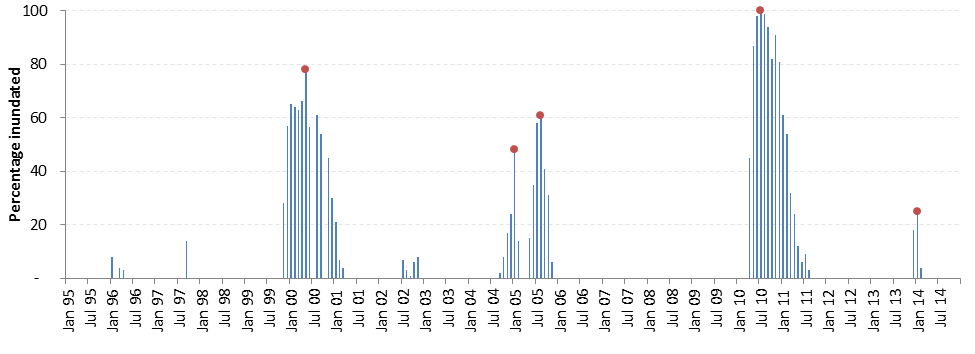 Percentage inundated
100
80
60
40
20
-
Jan 95
Jul 95
Jan 96
Jul 96
Jan 97
Jul 97
Jan 98
Jul 98
Jan 99
Jul 99
Jan 00
Jul 00
Jan 01
Jul 01
Jan 02
Jul 02
Jan 03
Jul 03
Jan 04
Jul 04
Jan 05
Jul 05
Jan 06
Jul 06
Jan 07
Jul 07
Jan 08
Jul 08
Jan 09
Jul 09
Jan 10
Jul 10
Jan 11
Jul 11
Jan 12
Jul 12
Jan 13
Jul 13
Jan 14
Jul 14